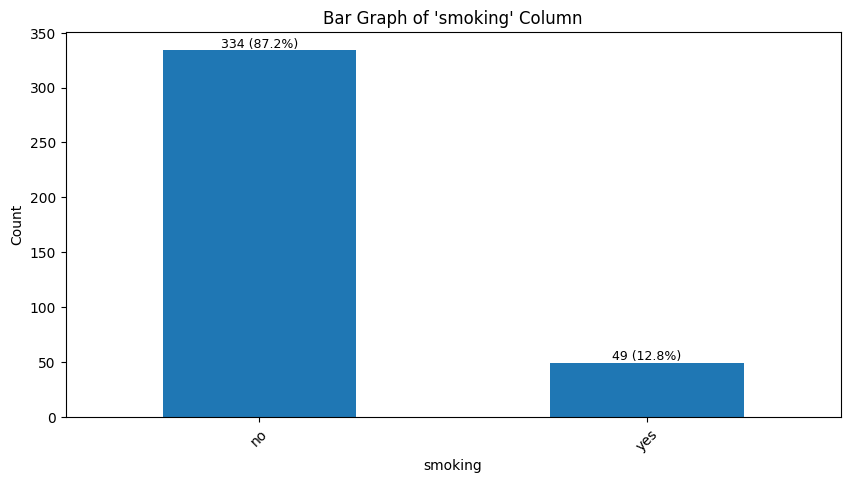 Bar Graph of 'smoking' Column
350
300
250
200
150
100
50
0
Count
334 (87.2%)
49 (12.8%)
no
yes
smoking